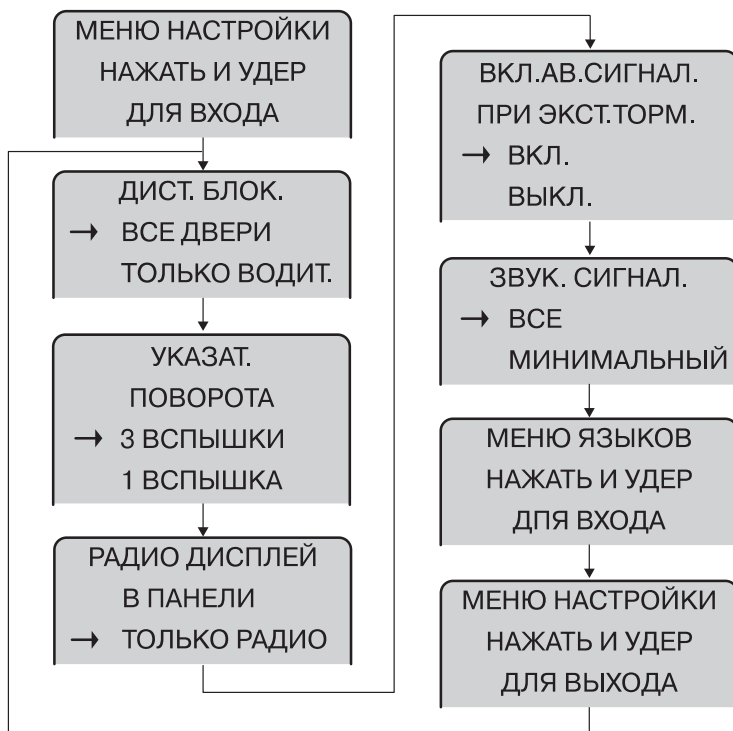 МЕНЮ НАСТРОЙКИ
НАЖАТЬ И УДЕР
ДЛЯ ВХОДА
ДИСТ. БЛОК.
→ ВСЕ ДВЕРИ
ТОЛЬКО ВОДИТ.
УКАЗАТ.
ПОВОРОТА
→ 3 ВСПЫШКИ
1 ВСПЫШКА
РАДИО ДИСПЛЕЙ
В ПАНЕЛИ
→ ТОЛЬКО РАДИО
ВКЛ.АВ.СИГНАЛ.
ПРИ ЭКСТ.ТОРМ.
→ ВКЛ.
ВЫКЛ.
ЗВУК. СИГНАЛ.
→ ВСЕ
МИНИМАЛЬНЫЙ
МЕНЮ ЯЗЫКОВ
НАЖАТЬ И УДЕР
ДПЯ ВХОДА
МЕНЮ НАСТРОЙКИ
НАЖАТЬ И УДЕР
ДЛЯ ВЫХОДА